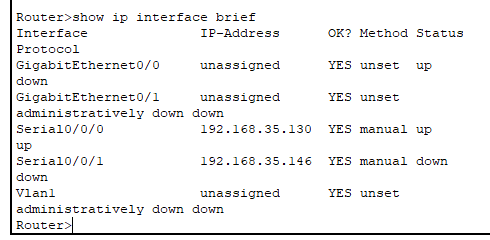 Router>show ip interface brief
Interface IP-Address OK? Method Status
Protocol
GigabitEthernet0/0 unassigned YES unset up
down
GigabitEthernet0/1 unassigned YES unset
administratively down down
Serial0/0/0 192.168.35.130 YES manual up
up
Serial0/0/1 192.168.35.146 YES manual down
down
Vlan1 unassigned YES unset
administratively down down
Router>